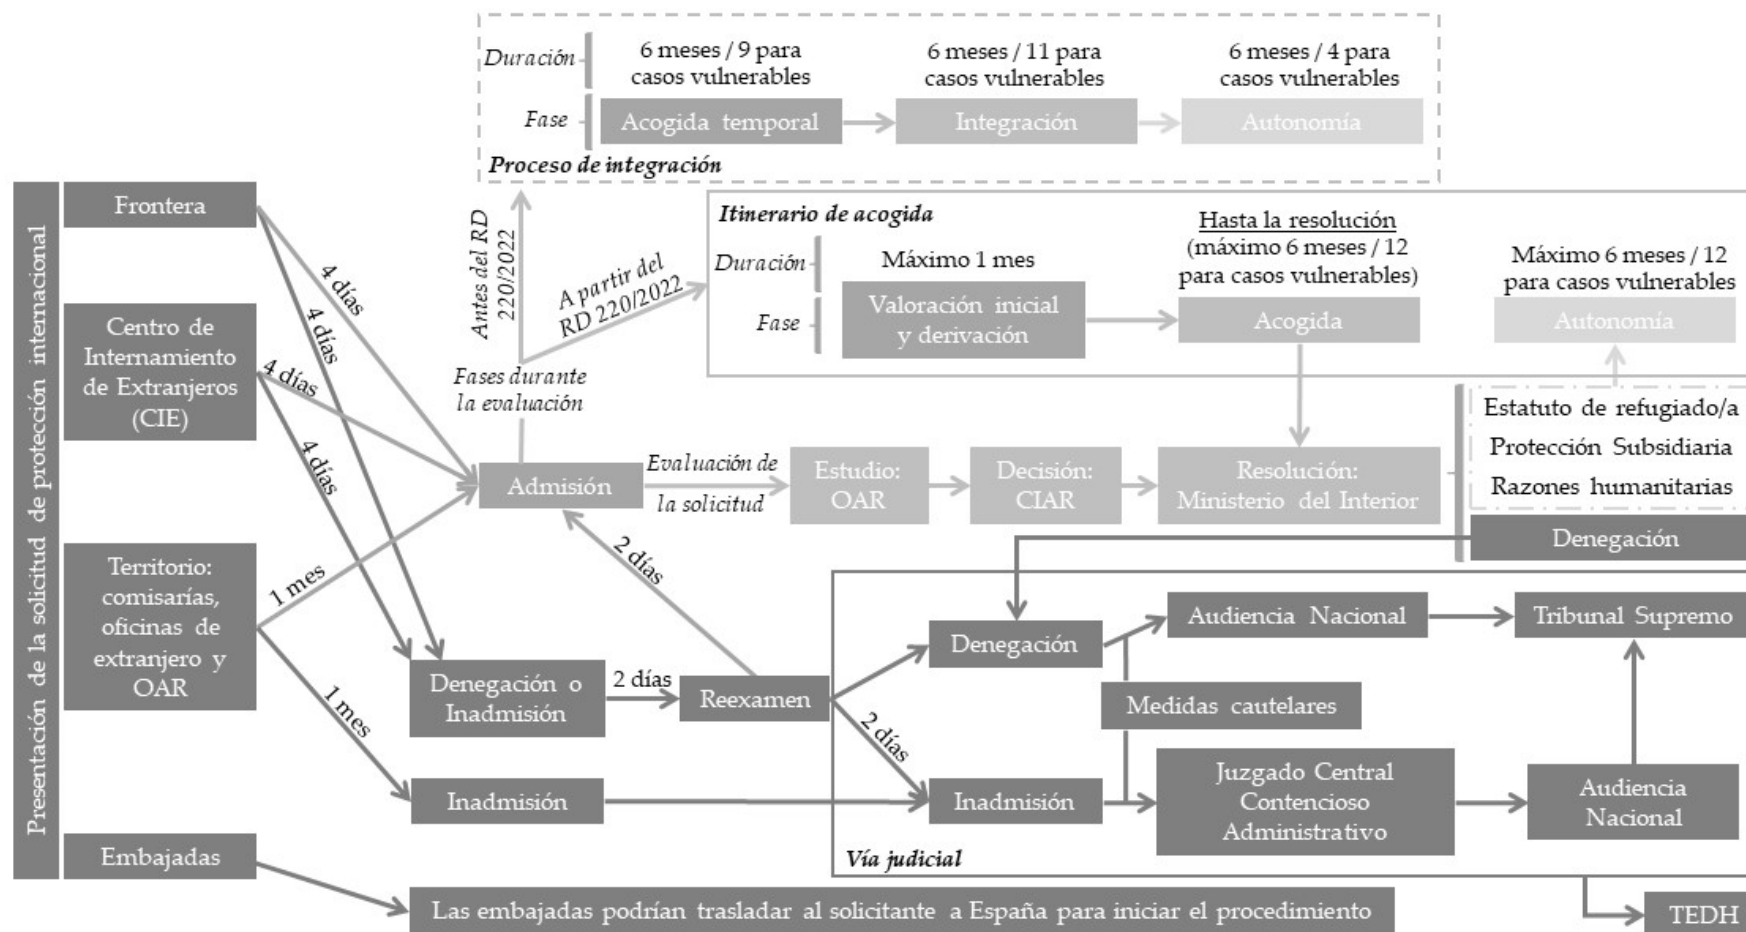 Duración
6 meses / 9 para
casos vulnerables
6 meses / 11 para
casos vulnerables
6 meses / 4 para
casos vulnerables
Fase
Acogida temporal
Integración
Autonomía
Proceso de integración
Presentación de la solicitud de protección internacional
Frontera
Centro de
Internamiento
de Extranjeros
(CIE)
Territorio:
comisarías,
oficinas de
extranjero y
OAR
Embajadas
4 días
4 días
4 días
4 días
1 mes
1 mes
Antes del RD
220/2022
A partir del
RD 220/2022
Fases durante
la evaluación
Itinerario de acogida
Duración
Máximo 1 mes
Hasta la resolución
(máximo 6 meses / 12
para casos vulnerables)
Máximo 6 meses / 12
para casos vulnerables
Fase
Valoración inicial
y derivación
Acogida
Autonomía
Admisión
Evaluación de
la solicitud
Estudio:
OAR
Decisión:
CIAR
Resolución:
Ministerio del Interior
Estatuto de refugiado/a
Protección Subsidiaria
Razones humanitarias
Denegación
2 días
Denegación o
Inadmisión
2 días
Reexamen
2 días
Inadmisión
Denegación
Audiencia Nacional
Tribunal Supremo
Medidas cautelares
Inadmisión
Juzgado Central
Contencioso
Administrativo
Audiencia
Nacional
Vía judicial
Las embajadas podrían trasladar al solicitante a España para iniciar el procedimiento
TEDH